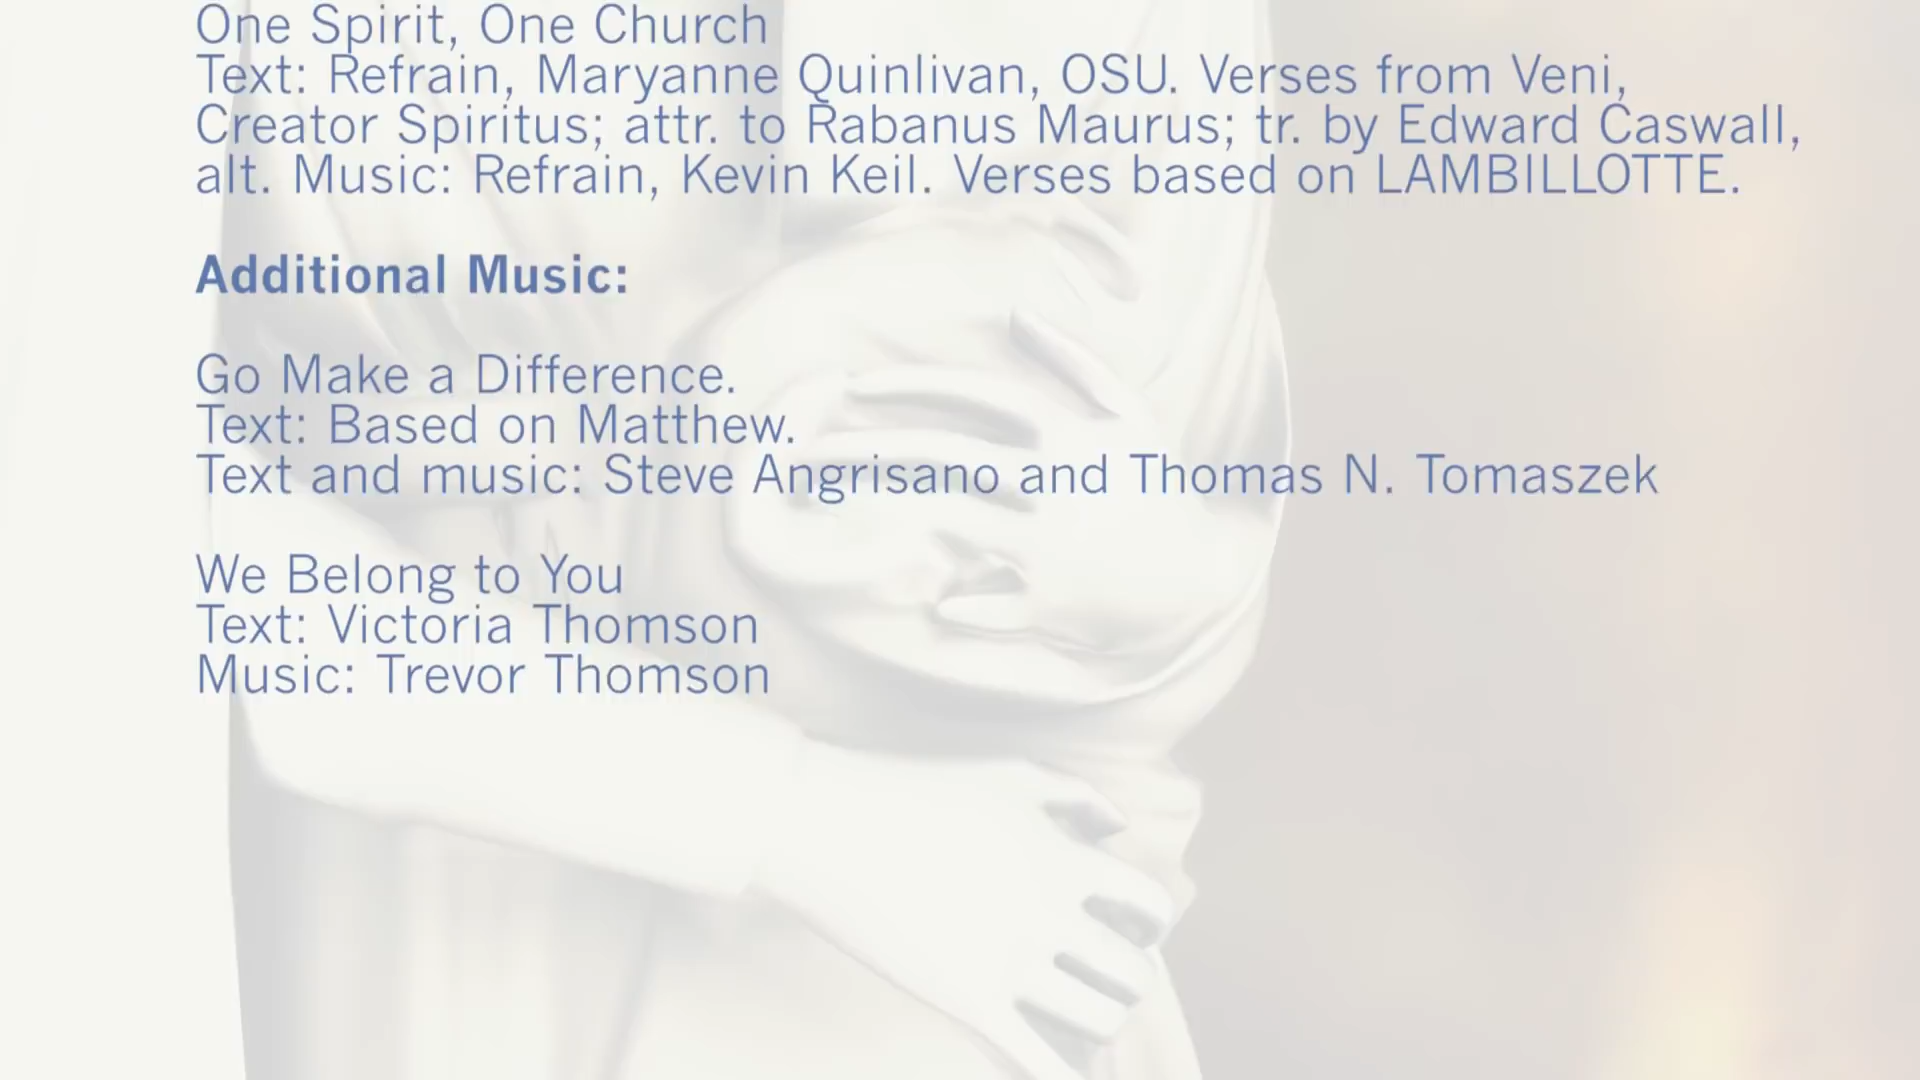 One Spirit, One Church
Text: Refrain, Maryanne Quinlivan, OSU. Verses from Veni,
Creator Spiritus; attr. to Rabanus Maurus; tr. by Edward Caswall,
alt. Music: Refrain, Kevin Keil. Verses based on LAMBILLOTTE.
Additional Music:
Go Make a Difference.
Text: Based on Matthew.
Text and music: Steve Angrisano and Thomas N. Tomaszek
We Belong to You
Text: Victoria Thomson
Music: Trevor Thomson